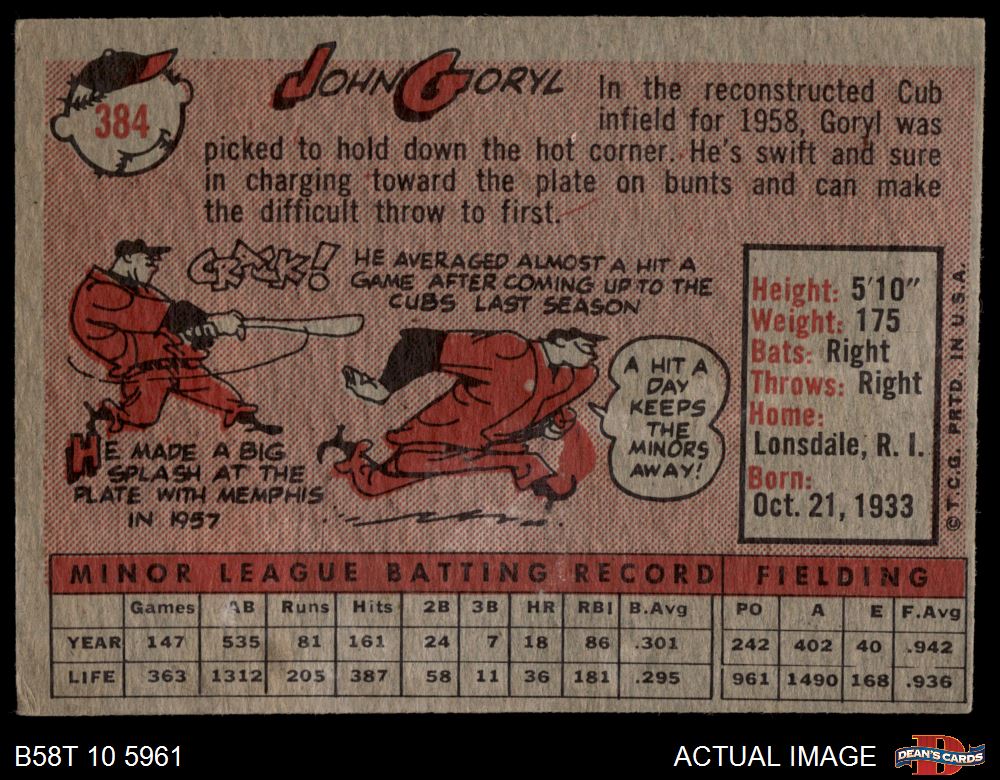 384
JOHN GORYL
In the reconstructed Cub
infield for 1958, Goryl was
picked to hold down the hot corner. He's swift and sure
in charging toward the plate on bunts and can make
the difficult throw to first.
CRACK!
HE AVERAGED ALMOST A HIT A
GAME AFTER COMING UP TO THE
CUBS LAST SEASON
A HIT A
DAY
KEEPS
THE
MINORS
AWAY!
HE MADE A BIG
SPLASH AT THE
PLATE WITH MEMPHIS
IN 1957
Height: 5'10"
Weight: 175
Bats: Right
Throws: Right
Home:
Lonsdale, R. I.
Born:
Oct. 21, 1933
© T.C.G. PRTD. IN U.S.A.
MINOR LEAGUE BATTING RECORD FIELDING
Games AB Runs Hits 2B 3B HR RBI B.Avg PO A E F.Avg
YEAR 147 535 81 161 24 7 18 86 .301 242 402 40 .942
LIFE 363 1312 205 387 58 11 36 181 .295 961 1490 168 .936
B58T 10 5961 ACTUAL IMAGE DEAN'S CARDS